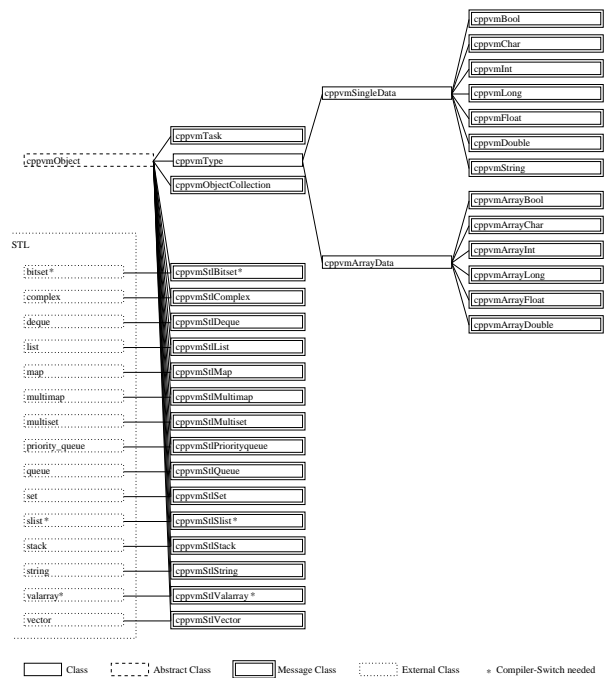 cppvmBool
cppvmChar
cppvmInt
cppvmSingleData
cppvmLong
cppvmFloat
cppvmTask
cppvmDouble
cppvmObject
cppvmType
cppvmString
cppvmObjectCollection
cppvmArrayBool
cppvmArrayChar
STL
cppvmArrayInt
cppvmArrayData
bitset*
cppvmStlBitset*
cppvmArrayLong
complex
cppvmStlComplex
cppvmArrayFloat
deque
cppvmStlDeque
cppvmArrayDouble
list
cppvmStlList
map
cppvmStlMap
multimap
cppvmStlMultimap
multiset
cppvmStlMultiset
priority_queue
cppvmStlPriorityqueue
queue
cppvmStlQueue
set
cppvmStlSet
slist*
cppvmStlSlist*
stack
cppvmStlStack
string
cppvmStlString
valarray*
cppvmStlValarray*
vector
cppvmStlVector
Class
Abstract Class
Message Class
External Class
* Compiler-Switch needed